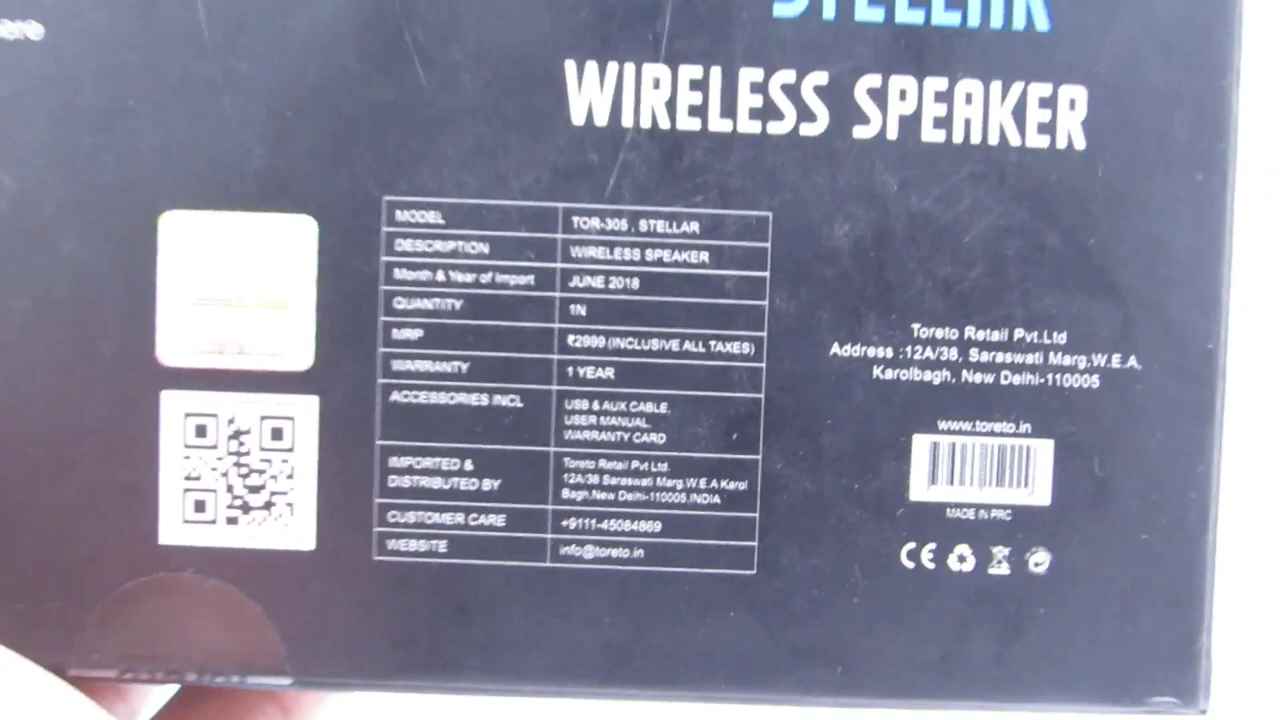 STELLAR
WIRELESS SPEAKER
MODEL TOR-305 , STELLAR
DESCRIPTION WIRELESS SPEAKER
Month & Year of Import JUNE 2018
QUANTITY 1N
MRP ₹2999 (INCLUSIVE ALL TAXES)
WARRANTY 1 YEAR
ACCESSORIES INCL USB & AUX CABLE,
USER MANUAL,
WARRANTY CARD
IMPORTED &
DISTRIBUTED BY
Toreto Retail Pvt Ltd.
12A/38 Saraswati Marg,W.E.A Karol
Bagh,New Delhi-110005,INDIA
CUSTOMER CARE +9111-45084869
WEBSITE info@toreto.in
Toreto Retail Pvt.Ltd
Address :12A/38, Saraswati Marg,W.E.A,
Karolbagh, New Delhi-110005
www.toreto.in
MADE IN PRC
CE